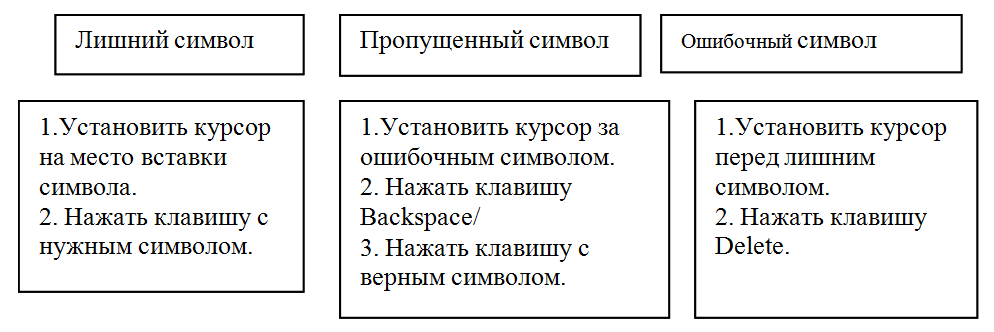 Лишний символ
Пропущенный символ
Ошибочный символ
1.Установить курсор
на место вставки
символа.
2. Нажать клавишу с
нужным символом.
1.Установить курсор за
ошибочным символом.
2. Нажать клавишу
Backspace/
3. Нажать клавишу с
верным символом.
1.Установить курсор
перед лишним
символом.
2. Нажать клавишу
Delete.